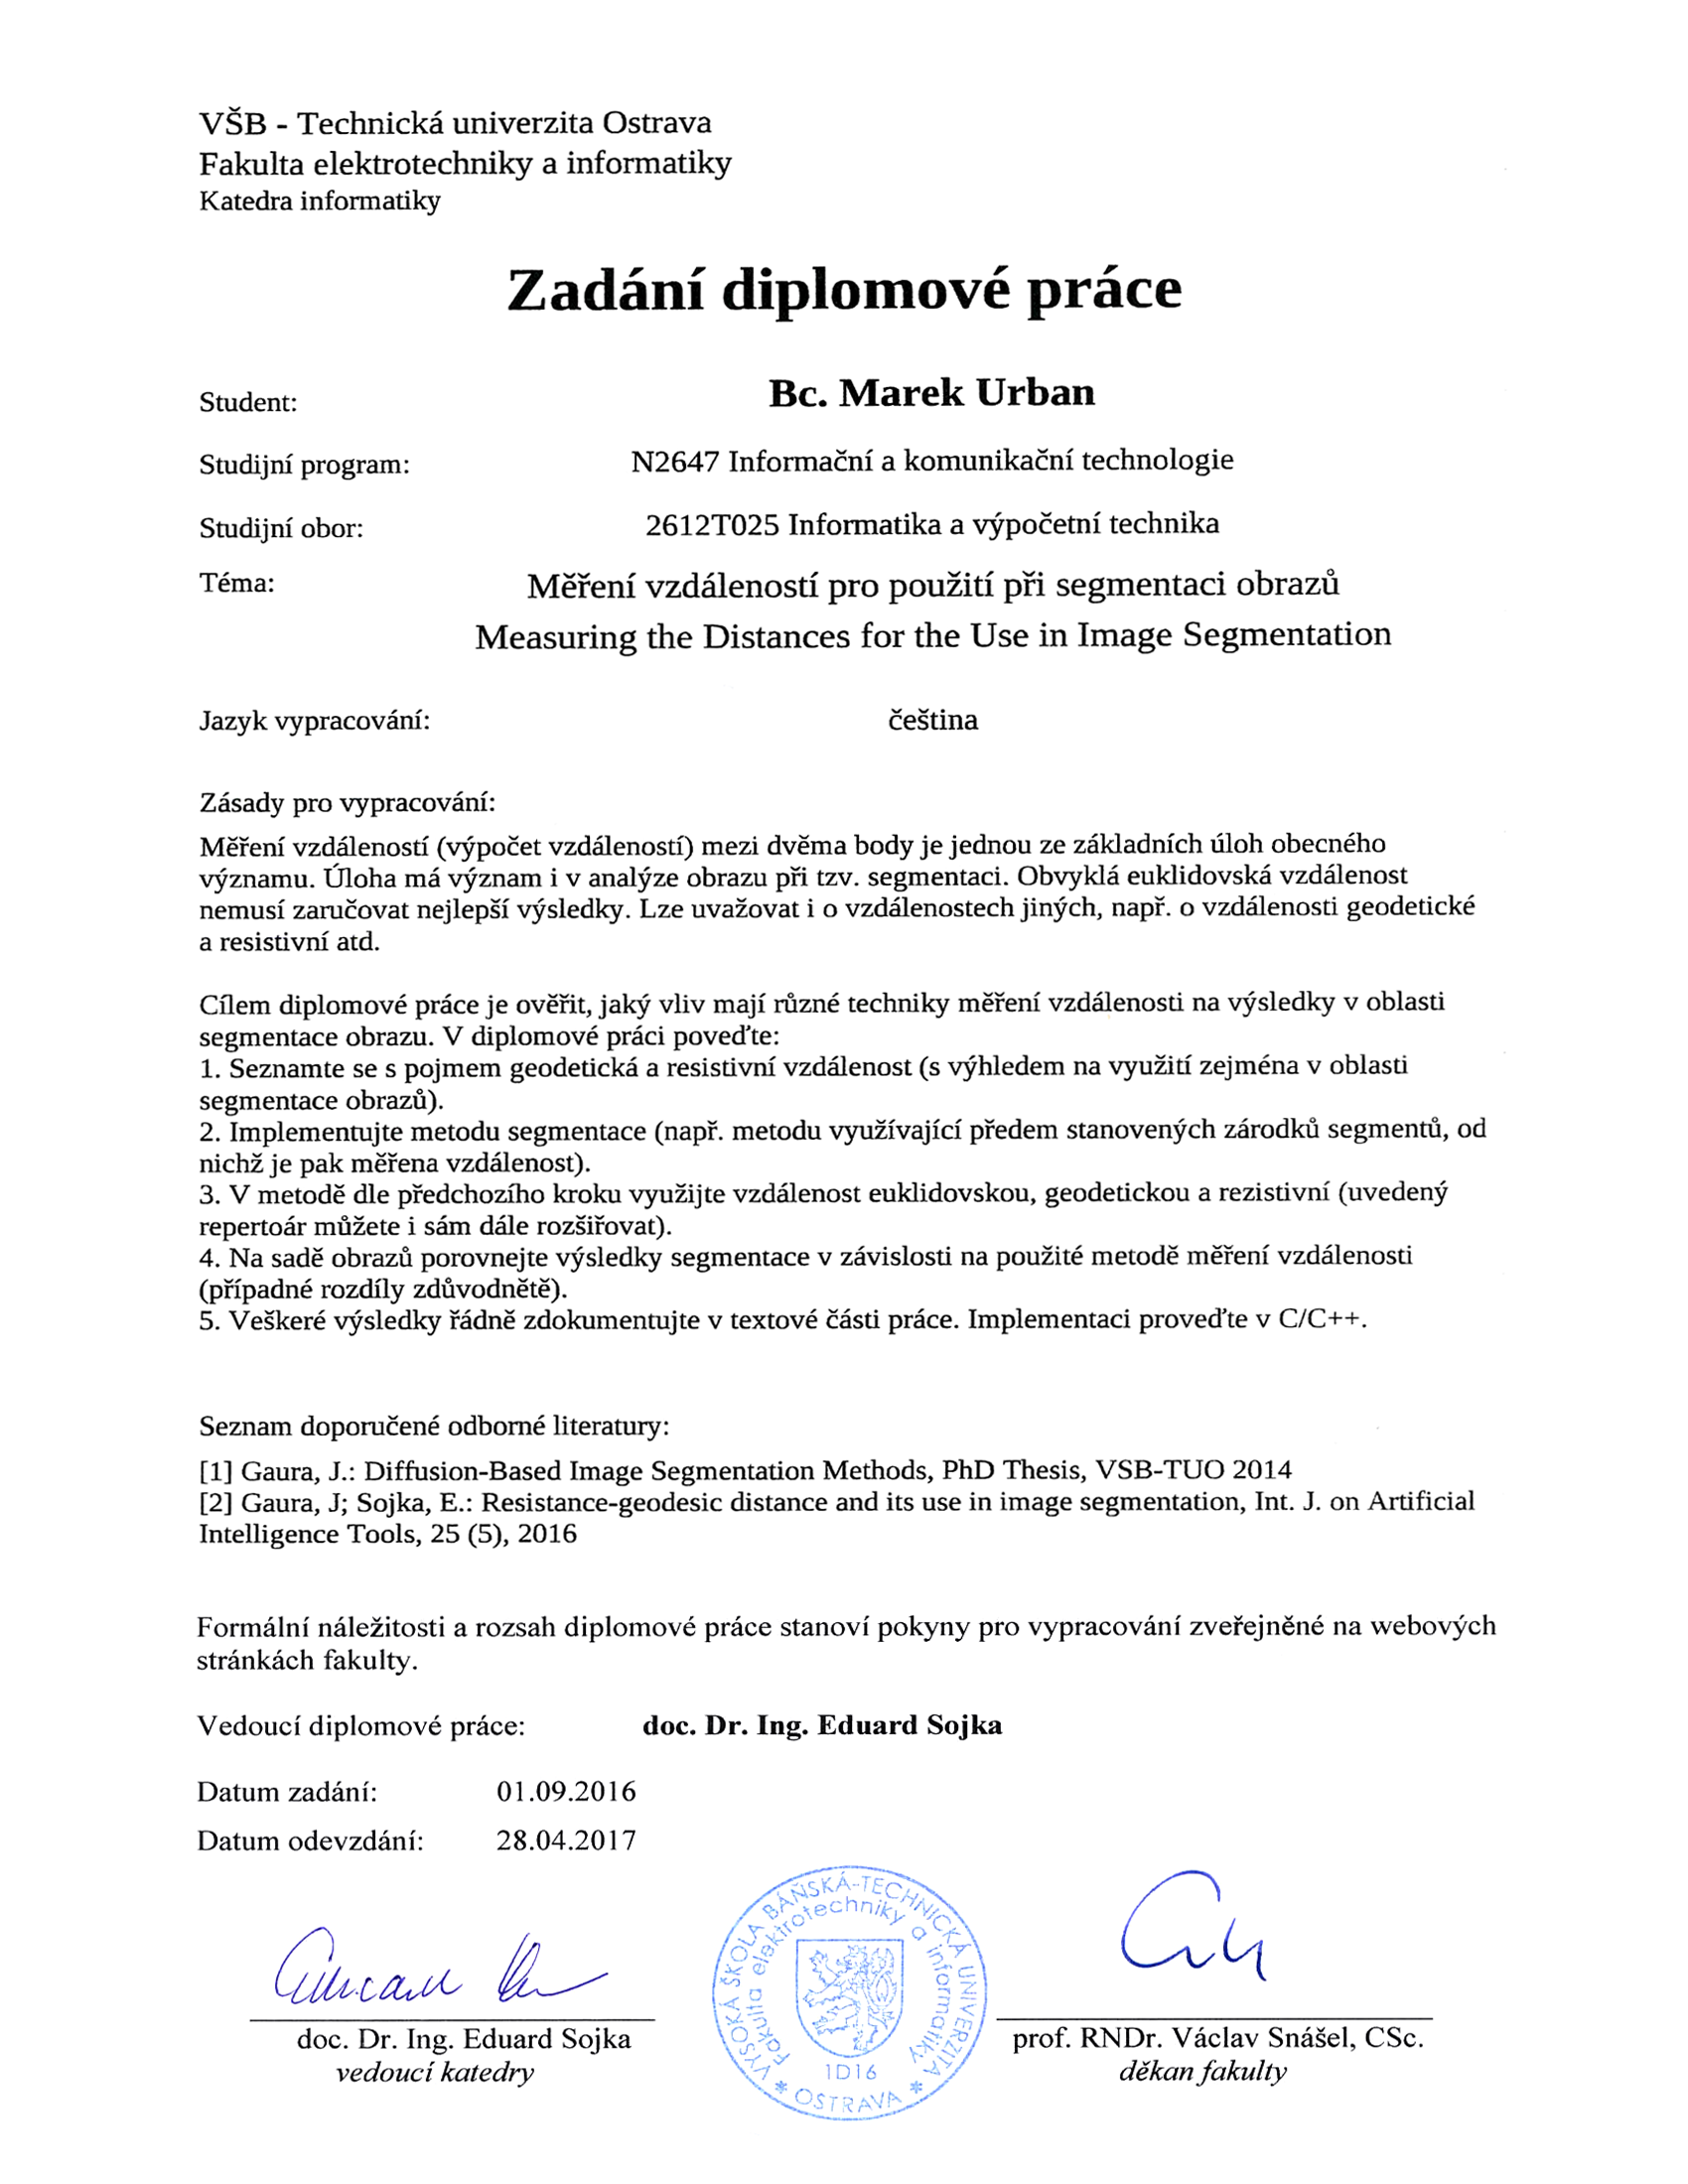 VŠB - Technická univerzita Ostrava
Fakulta elektrotechniky a informatiky
Katedra informatiky
Zadání diplomové práce
Student: Bc. Marek Urban
Studijní program: N2647 Informační a komunikační technologie
Studijní obor: 2612T025 Informatika a výpočetní technika
Téma: Měření vzdáleností pro použití při segmentaci obrazů
Measuring the Distances for the Use in Image Segmentation
Jazyk vypracování: čeština
Zásady pro vypracování:
Měření vzdáleností (výpočet vzdáleností) mezi dvěma body je jednou ze základních úloh obecného
významu. Úloha má význam i v analýze obrazu při tzv. segmentaci. Obvyklá euklidovská vzdálenost
nemusí zaručovat nejlepší výsledky. Lze uvažovat i o vzdálenostech jiných, např. o vzdálenosti geodetické
a resistivní atd.
Cílem diplomové práce je ověřit, jaký vliv mají různé techniky měření vzdálenosti na výsledky v oblasti
segmentace obrazu. V diplomové práci poveďte:
1. Seznamte se s pojmem geodetická a resistivní vzdálenost (s výhledem na využití zejména v oblasti
segmentace obrazů).
2. Implementujte metodu segmentace (např. metodu využívající předem stanovených zárodků segmentů, od
nichž je pak měřena vzdálenost).
3. V metodě dle předchozího kroku využijte vzdálenost euklidovskou, geodetickou a rezistivní (uvedený
repertoár můžete i sám dále rozšiřovat).
4. Na sadě obrazů porovnejte výsledky segmentace v závislosti na použité metodě měření vzdálenosti
(případné rozdíly zdůvodnětě).
5. Veškeré výsledky řádně zdokumentujte v textové části práce. Implementaci proveďte v C/C++.
Seznam doporučené odborné literatury:
[1] Gaura, J.: Diffusion-Based Image Segmentation Methods, PhD Thesis, VSB-TUO 2014
[2] Gaura, J; Sojka, E.: Resistance-geodesic distance and its use in image segmentation, Int. J. on Artificial
Intelligence Tools, 25 (5), 2016
Formální náležitosti a rozsah diplomové práce stanoví pokyny pro vypracování zveřejněné na webových
stránkách fakulty.
Vedoucí diplomové práce: doc. Dr. Ing. Eduard Sojka
Datum zadání: 01.09.2016
Datum odevzdání: 28.04.2017
VYSOKÁ ŠKOLA BÁŇSKÁ-TECHNICKÁ UNIVERZITA
fakulta elektrotechniky a informatiky
1D16
* OSTRAVA *
doc. Dr. Ing. Eduard Sojka
vedoucí katedry
prof. RNDr. Václav Snášel, CSc.
děkan fakulty